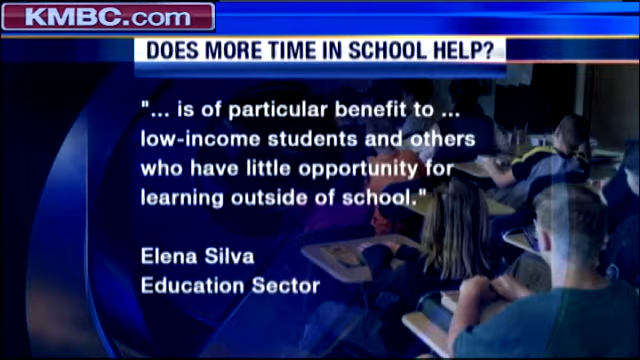 KMBC.com
DOES MORE TIME IN SCHOOL HELP?
"... is of particular benefit to ...
low-income students and others
who have little opportunity for
learning outside of school."
Elena Silva
Education Sector